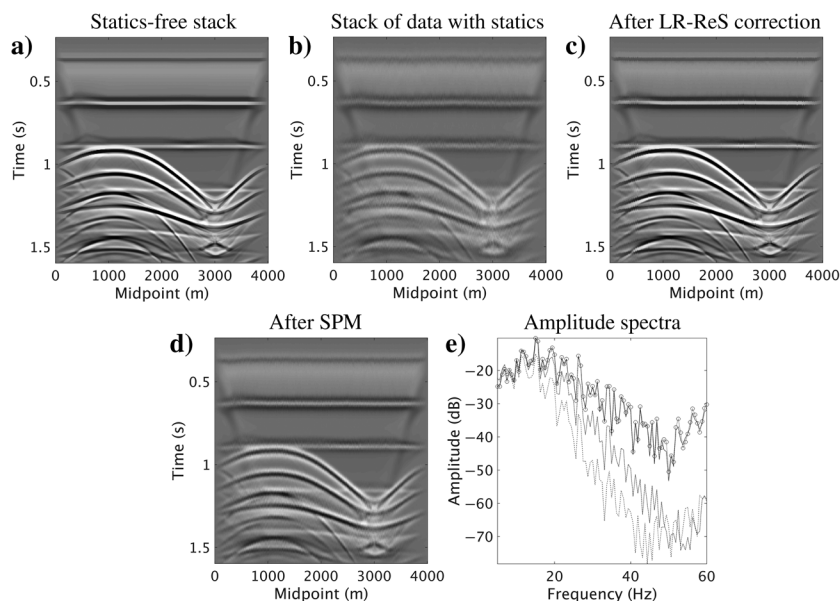 Statics-free stack
Stack of data with statics
After LR-ReS correction
a)
b)
c)
0.5
1
1.5
Time (s)
0 1000 2000 3000 4000
Midpoint (m)
0.5
1
1.5
Time (s)
0 1000 2000 3000 4000
Midpoint (m)
0.5
1
1.5
Time (s)
0 1000 2000 3000 4000
Midpoint (m)
After SPM
Amplitude spectra
d)
e)
0.5
1
1.5
Time (s)
0 1000 2000 3000 4000
Midpoint (m)
−20
−30
−40
−50
−60
−70
Amplitude (dB)
20 40 60
Frequency (Hz)